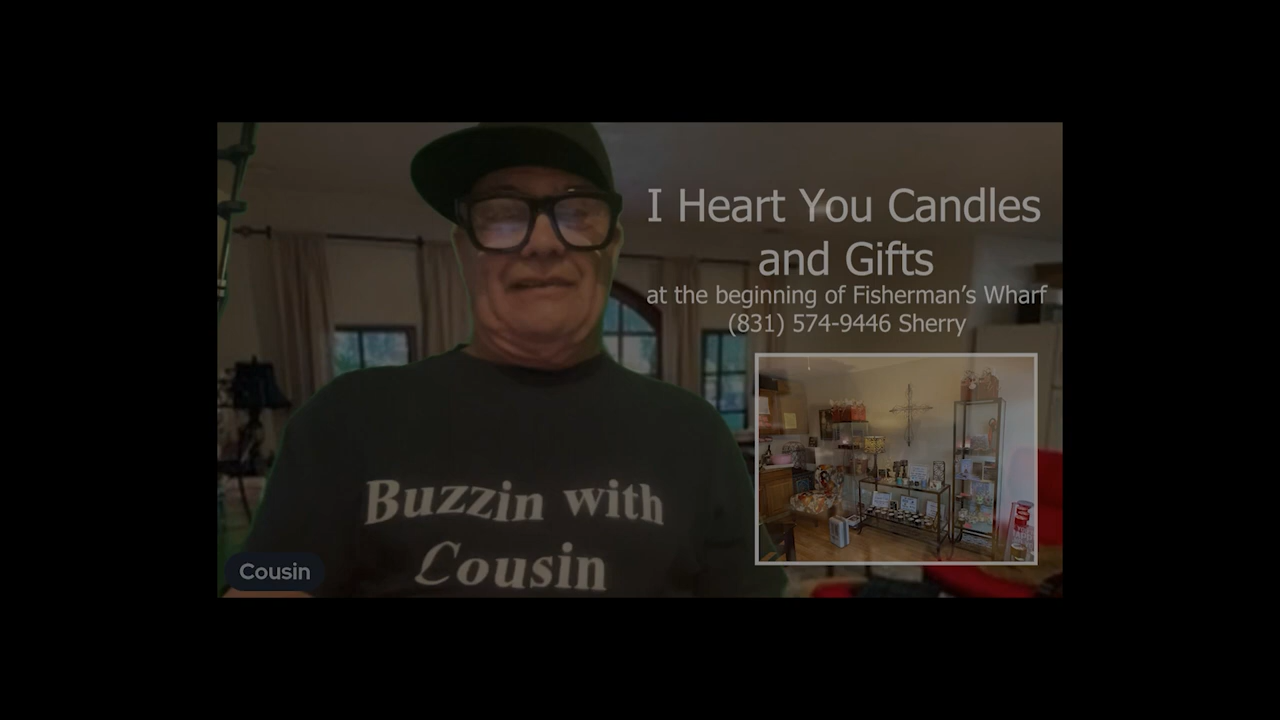 I Heart You Candles
and Gifts
at the beginning of Fisherman’s Wharf
(831) 574-9446 Sherry
Buzzin with
Cousin
Cousin